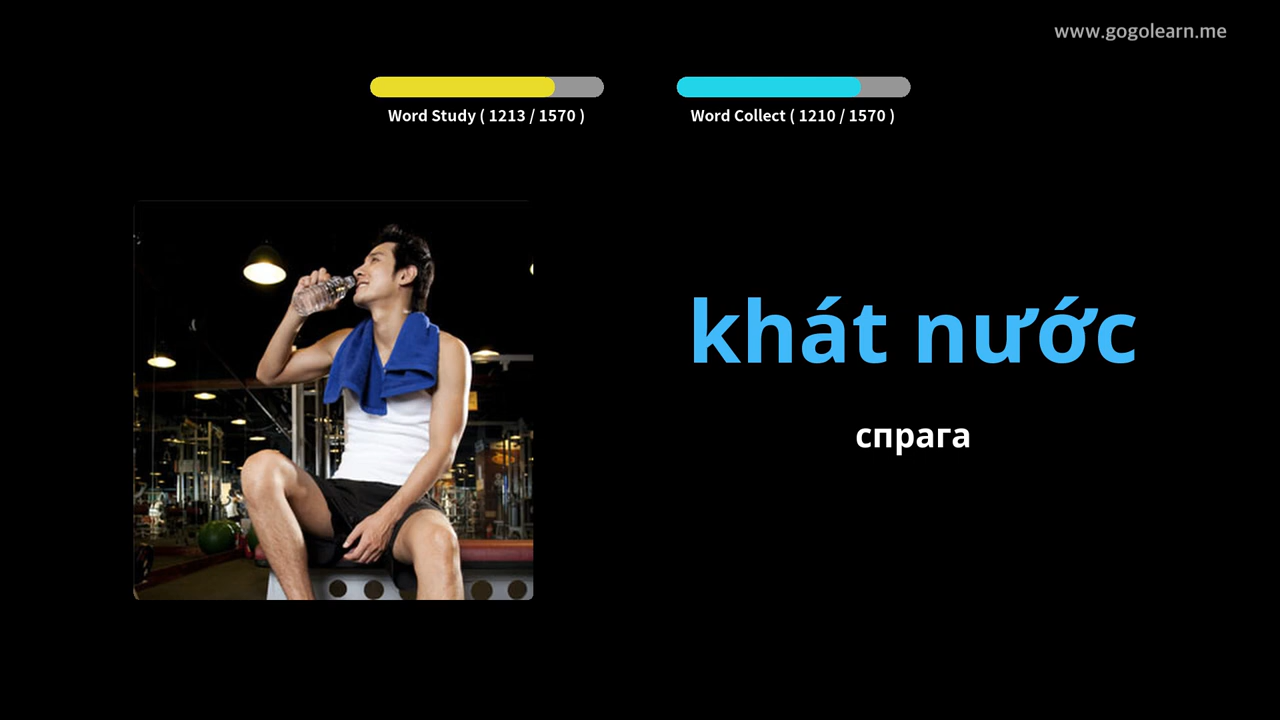 www.gogolearn.me
Word Study ( 1213 / 1570 )
Word Collect ( 1210 / 1570 )
khát nước
спрага